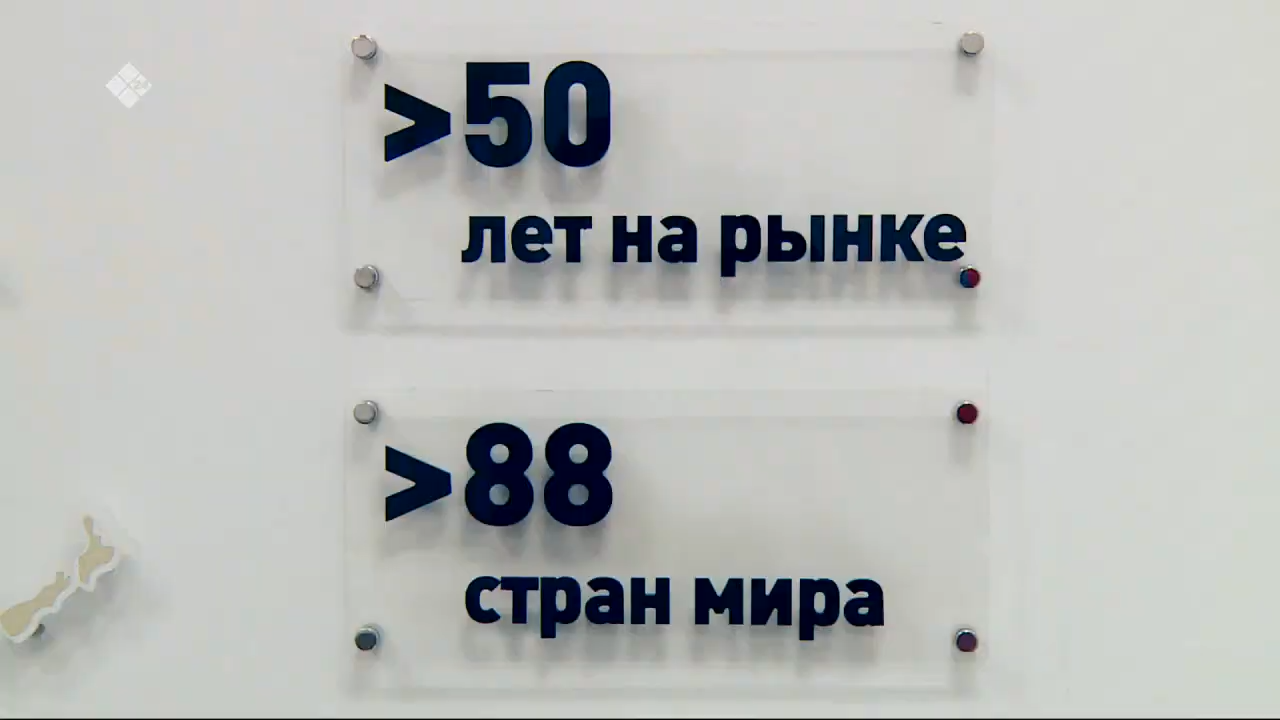 >50
лет на рынке
>88
стран мира